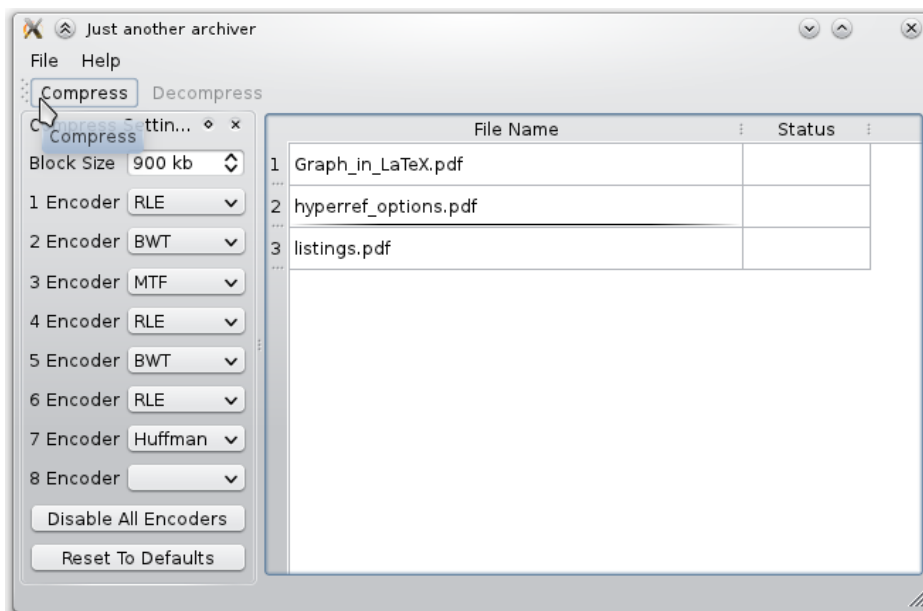 Just another archiver
File Help
Compress Decompress
Compress Settin...
Compress
Block Size 900 kb
1 Encoder RLE
2 Encoder BWT
3 Encoder MTF
4 Encoder RLE
5 Encoder BWT
6 Encoder RLE
7 Encoder Huffman
8 Encoder
Disable All Encoders
Reset To Defaults
File Name Status
1 Graph_in_LaTeX.pdf
2 hyperref_options.pdf
3 listings.pdf